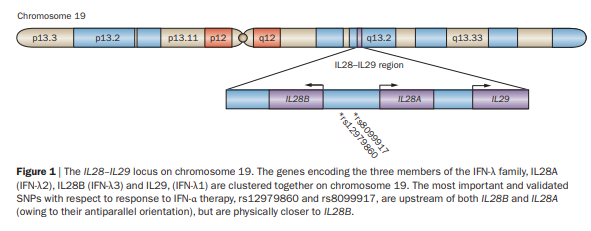 Chromosome 19
p13.3 p13.2 p13.11 p12 q12 q13.2 q13.33
IL28–IL29 region
IL28B IL28A IL29
*rs8099917
*rs12979860
Figure 1 | The IL28–IL29 locus on chromosome 19. The genes encoding the three members of the IFN-λ family, IL28A
(IFN-λ2), IL28B (IFN-λ3) and IL29, (IFN-λ1) are clustered together on chromosome 19. The most important and validated
SNPs with respect to response to IFN-α therapy, rs12979860 and rs8099917, are upstream of both IL28B and IL28A
(owing to their antiparallel orientation), but are physically closer to IL28B.